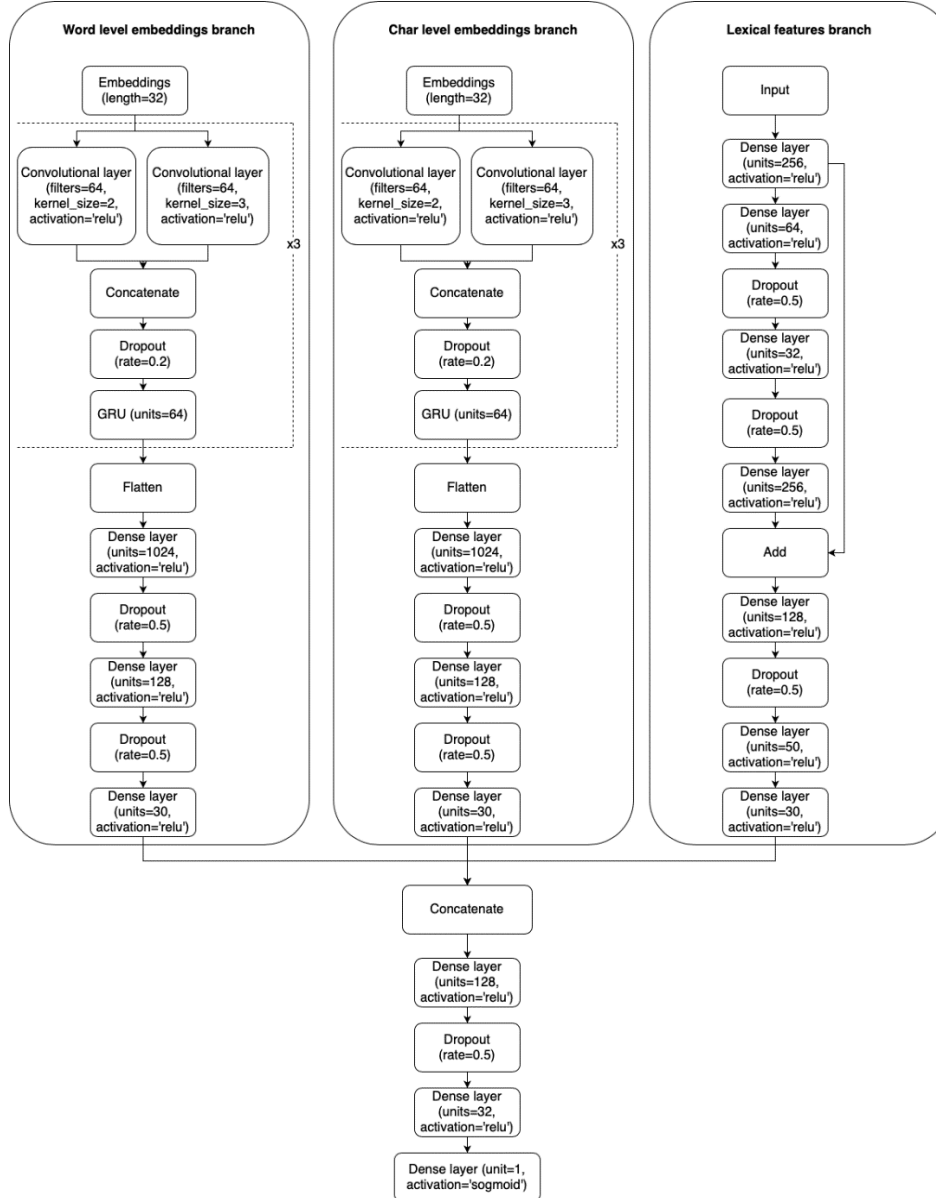 Word level embeddings branch
Embeddings
(length=32)
Convolutional layer
(filters=64,
kernel_size=2,
activation='relu')
Convolutional layer
(filters=64,
kernel_size=3,
activation='relu')
x3
Concatenate
Dropout
(rate=0.2)
GRU (units=64)
Flatten
Dense layer
(units=1024,
activation='relu')
Dropout
(rate=0.5)
Dense layer
(units=128,
activation='relu')
Dropout
(rate=0.5)
Dense layer
(units=30,
activation='relu')
Char level embeddings branch
Embeddings
(length=32)
Convolutional layer
(filters=64,
kernel_size=2,
activation='relu')
Convolutional layer
(filters=64,
kernel_size=3,
activation='relu')
x3
Concatenate
Dropout
(rate=0.2)
GRU (units=64)
Flatten
Dense layer
(units=1024,
activation='relu')
Dropout
(rate=0.5)
Dense layer
(units=128,
activation='relu')
Dropout
(rate=0.5)
Dense layer
(units=30,
activation='relu')
Lexical features branch
Input
Dense layer
(units=256,
activation='relu')
Dense layer
(units=64,
activation='relu')
Dropout
(rate=0.5)
Dense layer
(units=32,
activation='relu')
Dropout
(rate=0.5)
Dense layer
(units=256,
activation='relu')
Add
Dense layer
(units=128,
activation='relu')
Dropout
(rate=0.5)
Dense layer
(units=50,
activation='relu')
Dense layer
(units=30,
activation='relu')
Concatenate
Dense layer
(units=128,
activation='relu')
Dropout
(rate=0.5)
Dense layer
(units=32,
activation='relu')
Dense layer (unit=1,
activation='sogmoid')